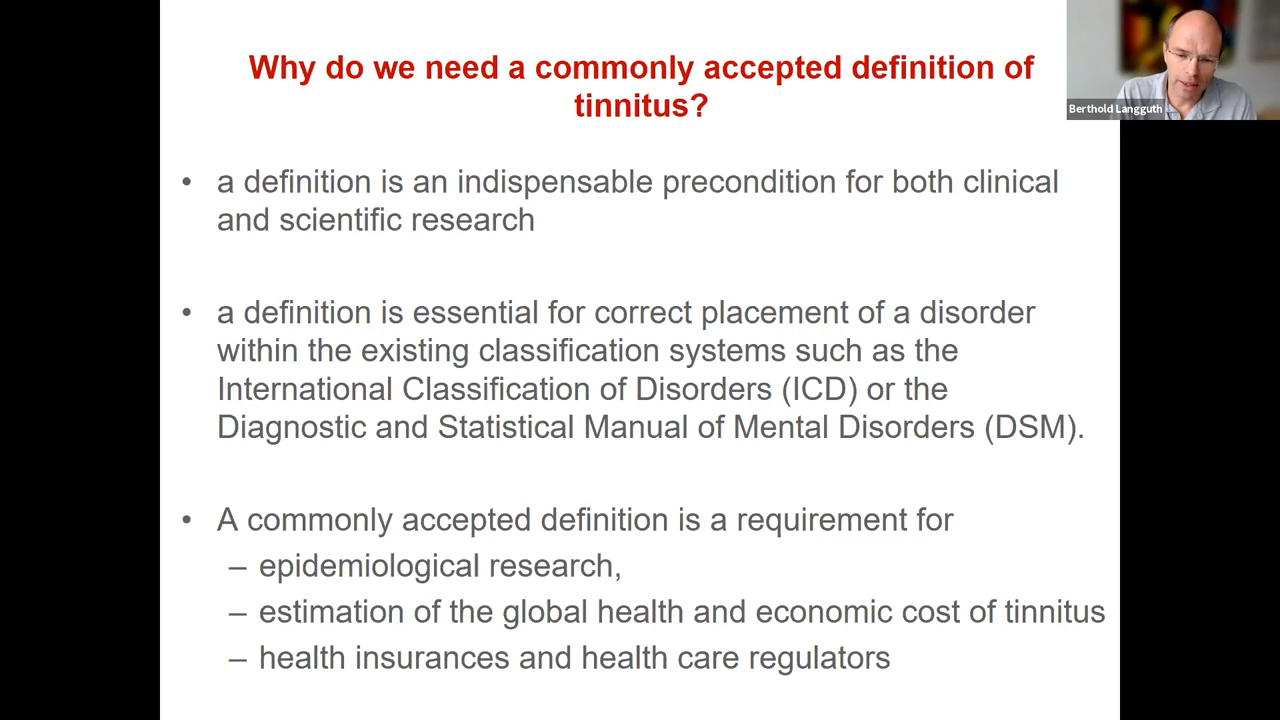 Why do we need a commonly accepted definition of
tinnitus?
Berthold Langguth
• a definition is an indispensable precondition for both clinical
and scientific research
• a definition is essential for correct placement of a disorder
within the existing classification systems such as the
International Classification of Disorders (ICD) or the
Diagnostic and Statistical Manual of Mental Disorders (DSM).
• A commonly accepted definition is a requirement for
– epidemiological research,
– estimation of the global health and economic cost of tinnitus
– health insurances and health care regulators